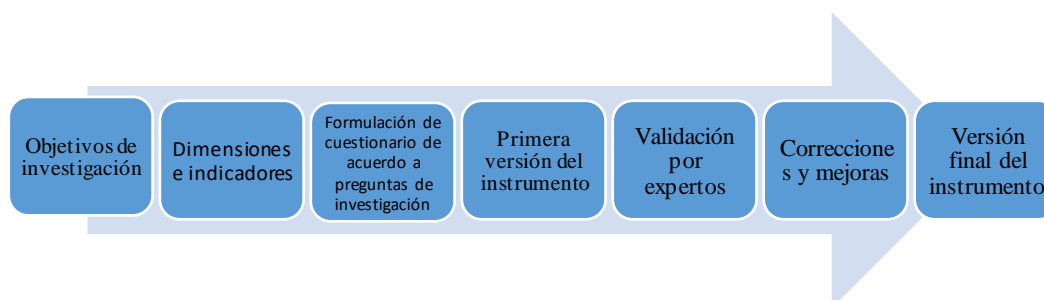 Objetivos de
investigación
Dimensiones
e indicadores
Formulación de
cuestionario de
acuerdo a
preguntas de
investigación
Primera
versión del
instrumento
Validación
por
expertos
Correccione
s y mejoras
Versión
final del
instrumento